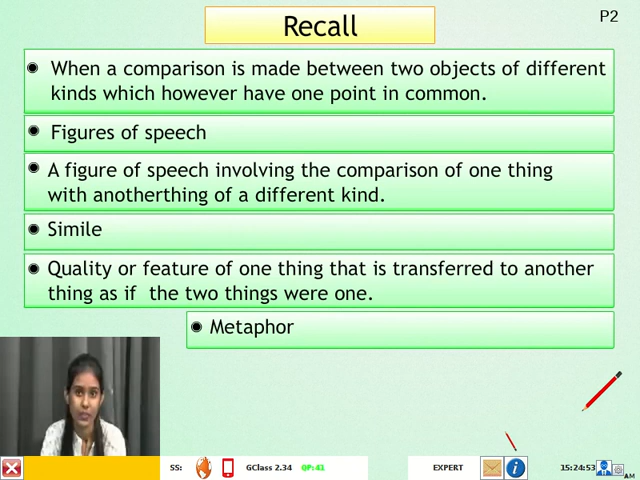 Recall
P2
When a comparison is made between two objects of different
kinds which however have one point in common.
Figures of speech
A figure of speech involving the comparison of one thing
with anotherthing of a different kind.
Simile
Quality or feature of one thing that is transferred to another
thing as if the two things were one.
Metaphor
SS:
GClass 2.34
QF:41
EXPERT
15:24:53
AM